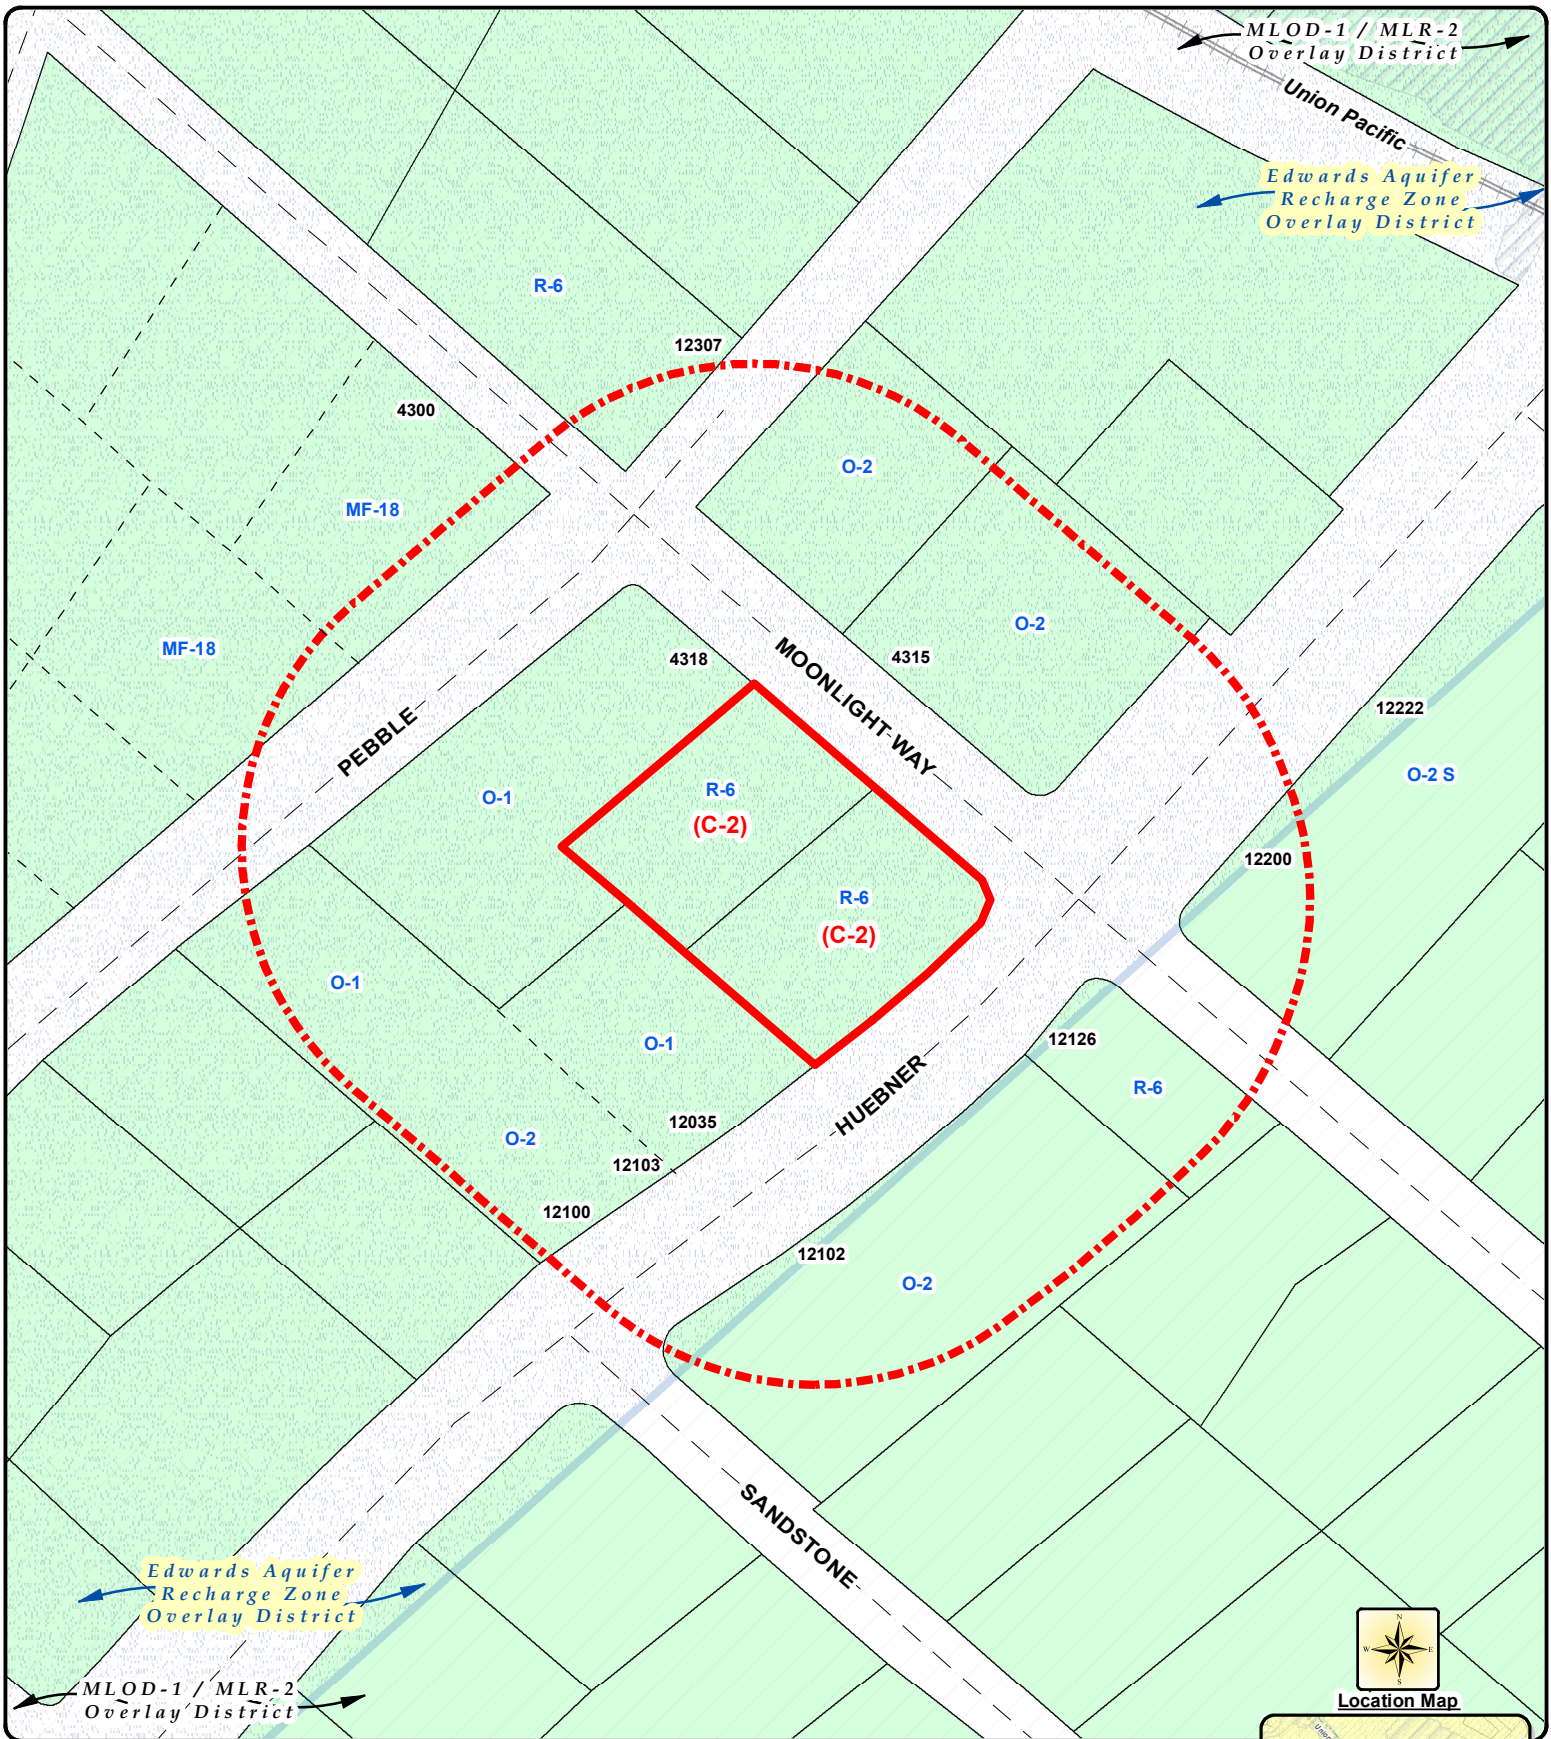 MLOD-1 / MLR-2
Overlay District
Union Pacific
Edwards Aquifer
Recharge Zone
Overlay District
R-6
12307
4300
O-2
MF-18
O-2
MF-18
4318
4315
MOONLIGHT WAY
12222
PEBBLE
O-2 S
R-6
(C-2)
O-1
12200
R-6
(C-2)
O-1
O-1
12126
R-6
HUEBNER
12035
O-2
12103
12100
12102
O-2
SANDSTONE
Edwards Aquifer
Recharge Zone
Overlay District
MLOD-1 / MLR-2
Overlay District
N
W
E
S
Location Map
Union